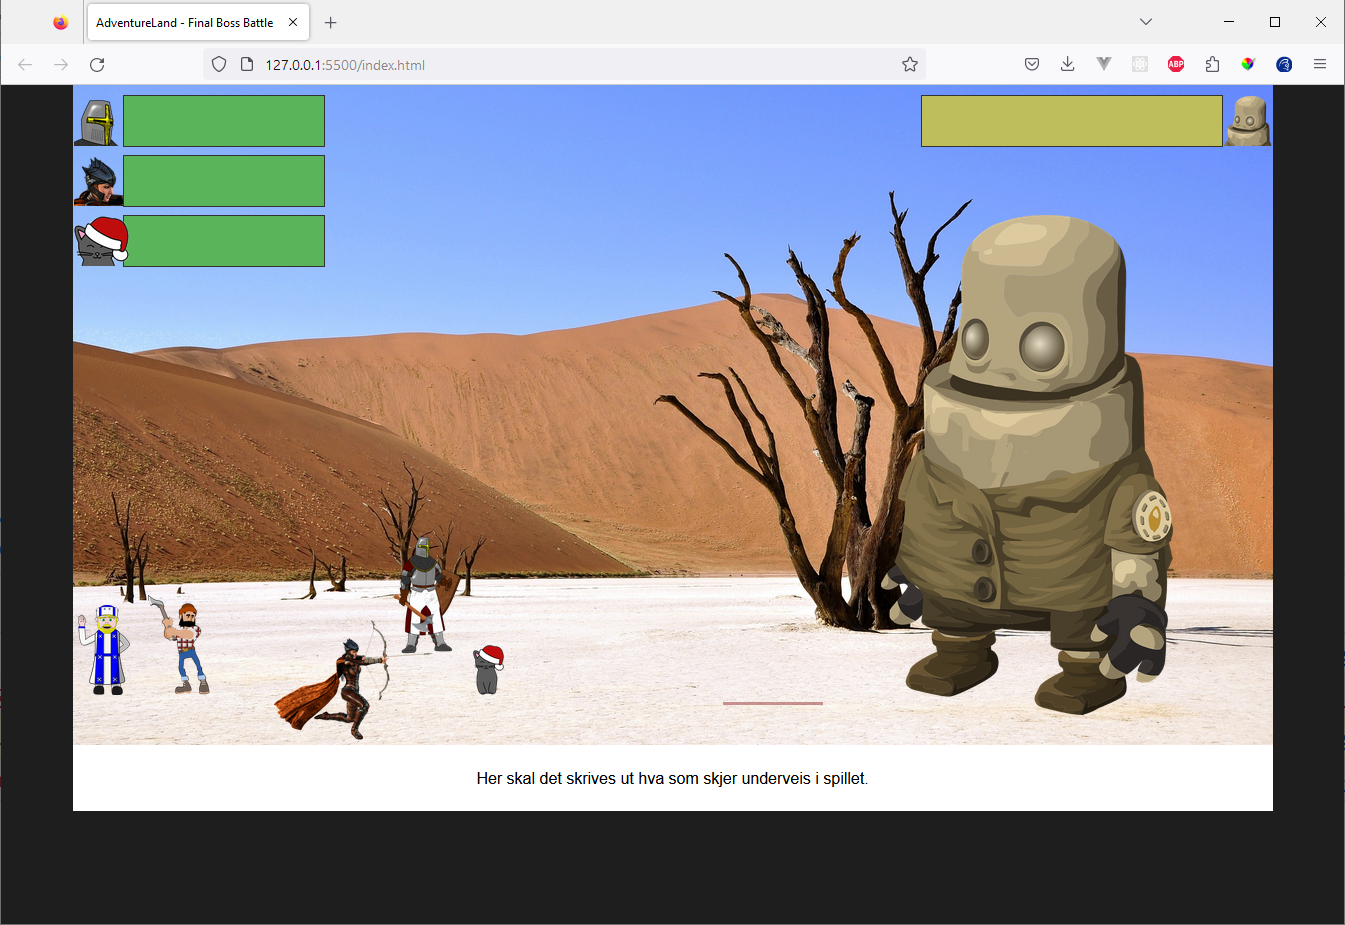 AdventureLand - Final Boss Battle
127.0.0.1:5500/index.html
ABP
Her skal det skrives ut hva som skjer underveis i spillet.